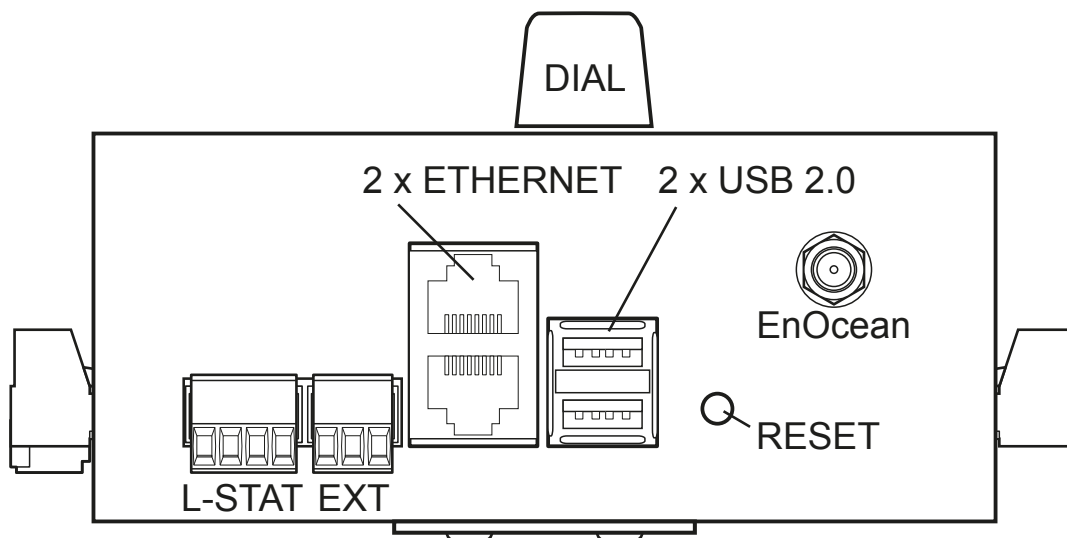 DIAL
2 x ETHERNET 2 x USB 2.0
EnOcean
RESET
L-STAT EXT